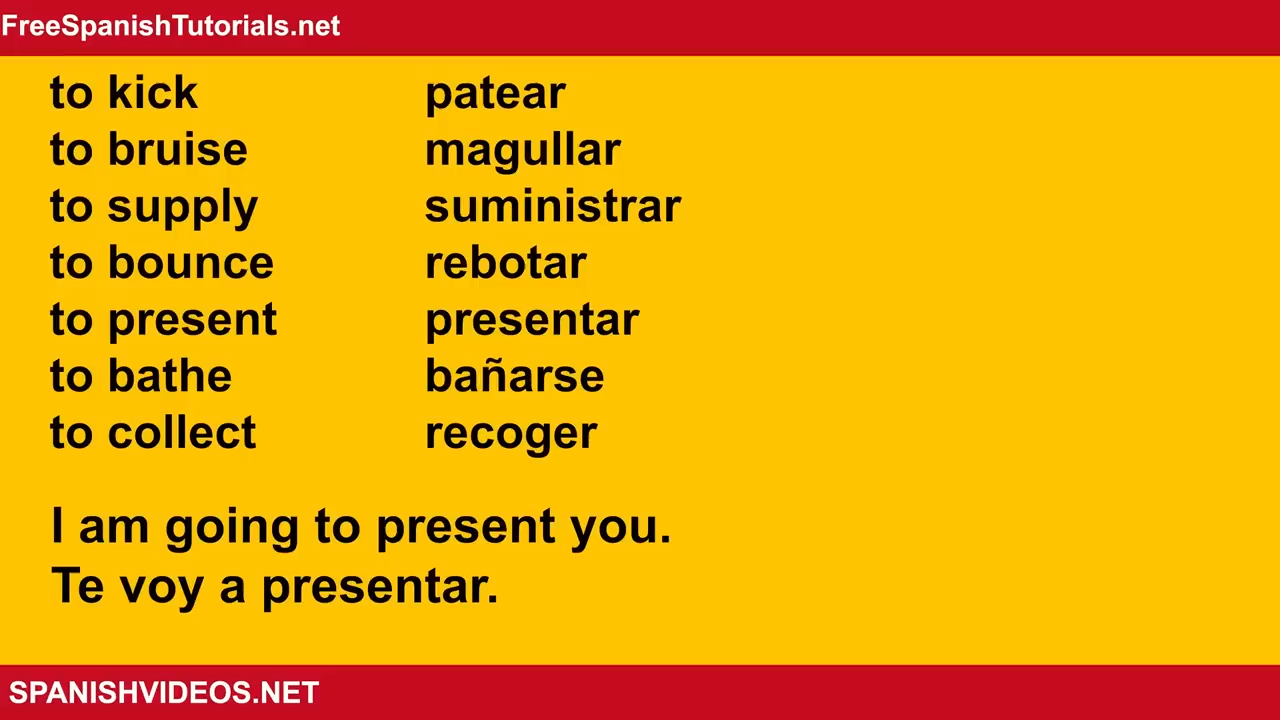 FreeSpanishTutorials.net
to kick patear
to bruise magullar
to supply suministrar
to bounce rebotar
to present presentar
to bathe bañarse
to collect recoger
I am going to present you.
Te voy a presentar.
SPANISHVIDEOS.NET